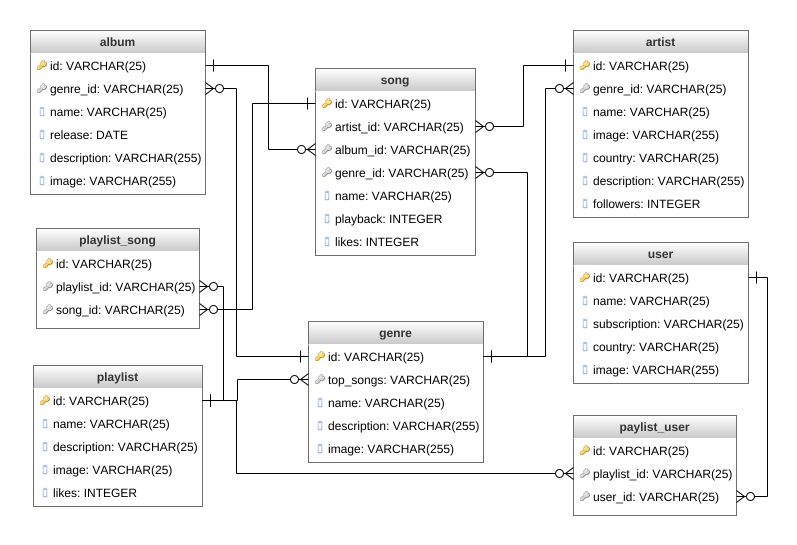 album
id: VARCHAR(25)
genre_id: VARCHAR(25)
name: VARCHAR(25)
release: DATE
description: VARCHAR(255)
image: VARCHAR(255)
song
id: VARCHAR(25)
artist_id: VARCHAR(25)
album_id: VARCHAR(25)
genre_id: VARCHAR(25)
name: VARCHAR(25)
playback: INTEGER
likes: INTEGER
artist
id: VARCHAR(25)
genre_id: VARCHAR(25)
name: VARCHAR(25)
image: VARCHAR(255)
country: VARCHAR(25)
description: VARCHAR(255)
followers: INTEGER
playlist_song
id: VARCHAR(25)
playlist_id: VARCHAR(25)
song_id: VARCHAR(25)
user
id: VARCHAR(25)
name: VARCHAR(25)
subscription: VARCHAR(25)
country: VARCHAR(25)
image: VARCHAR(255)
genre
id: VARCHAR(25)
top_songs: VARCHAR(25)
name: VARCHAR(25)
description: VARCHAR(255)
image: VARCHAR(255)
playlist
id: VARCHAR(25)
name: VARCHAR(25)
description: VARCHAR(25)
image: VARCHAR(25)
likes: INTEGER
paylist_user
id: VARCHAR(25)
playlist_id: VARCHAR(25)
user_id: VARCHAR(25)